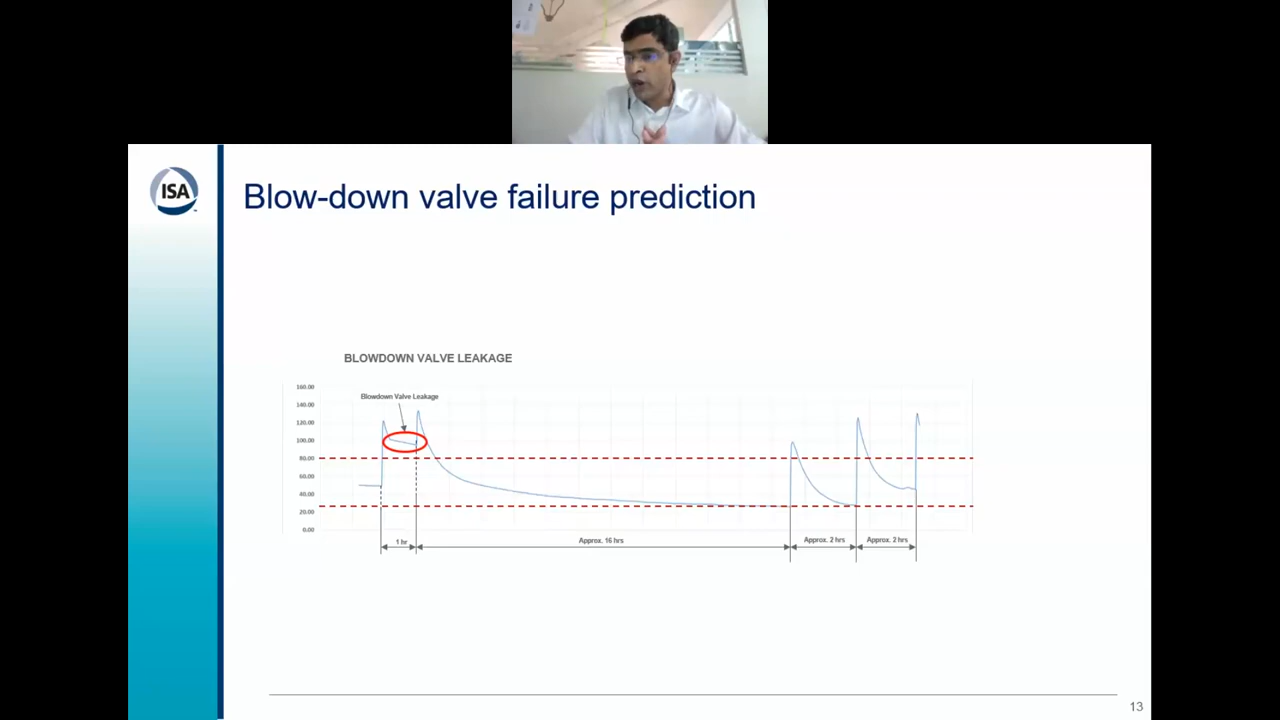 ISA
Blow-down valve failure prediction
BLOWDOWN VALVE LEAKAGE
Blowdown Valve Leakage
160.00
140.00
120.00
100.00
80.00
60.00
40.00
20.00
0.00
1 hr
Approx. 16 hrs
Approx. 2 hrs
Approx. 2 hrs
13